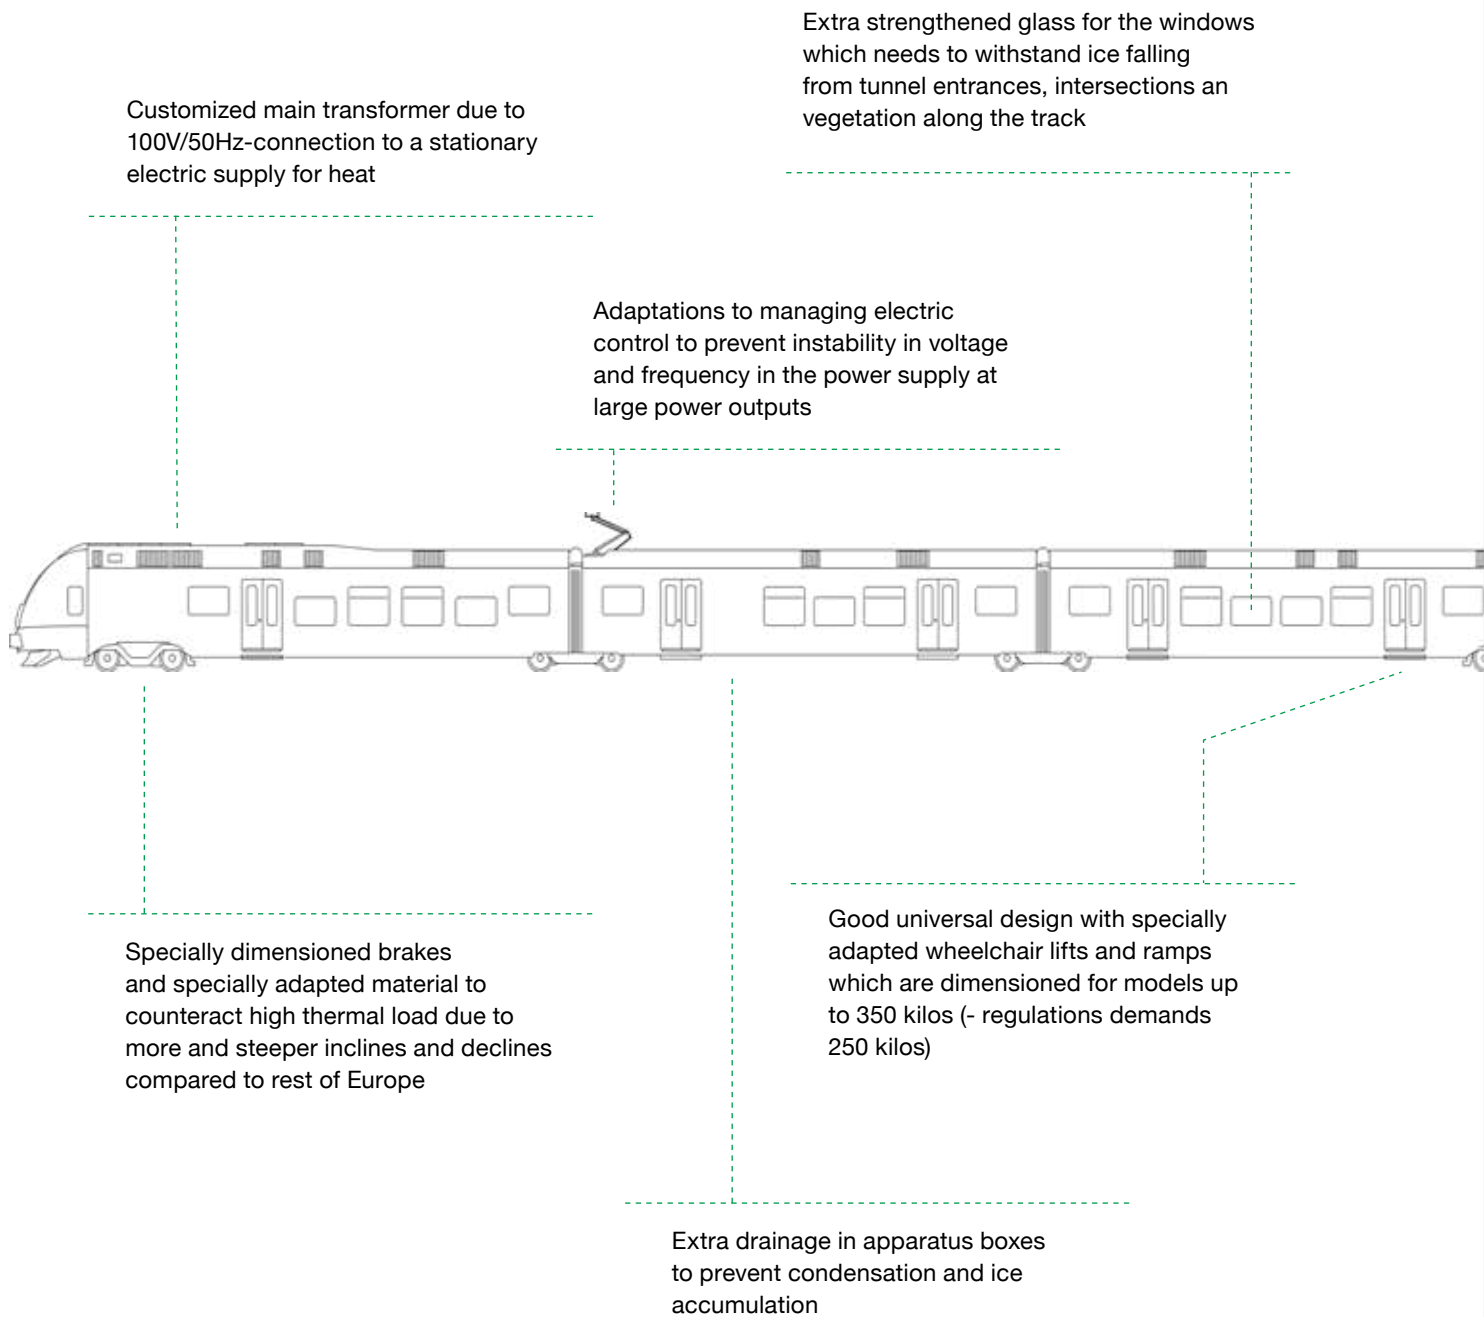 Extra strengthened glass for the windows
which needs to withstand ice falling
from tunnel entrances, intersections an
vegetation along the track
Customized main transformer due to
100V/50Hz-connection to a stationary
electric supply for heat
Adaptations to managing electric
control to prevent instability in voltage
and frequency in the power supply at
large power outputs
Specially dimensioned brakes
and specially adapted material to
counteract high thermal load due to
more and steeper inclines and declines
compared to rest of Europe
Good universal design with specially
adapted wheelchair lifts and ramps
which are dimensioned for models up
to 350 kilos (- regulations demands
250 kilos)
Extra drainage in apparatus boxes
to prevent condensation and ice
accumulation